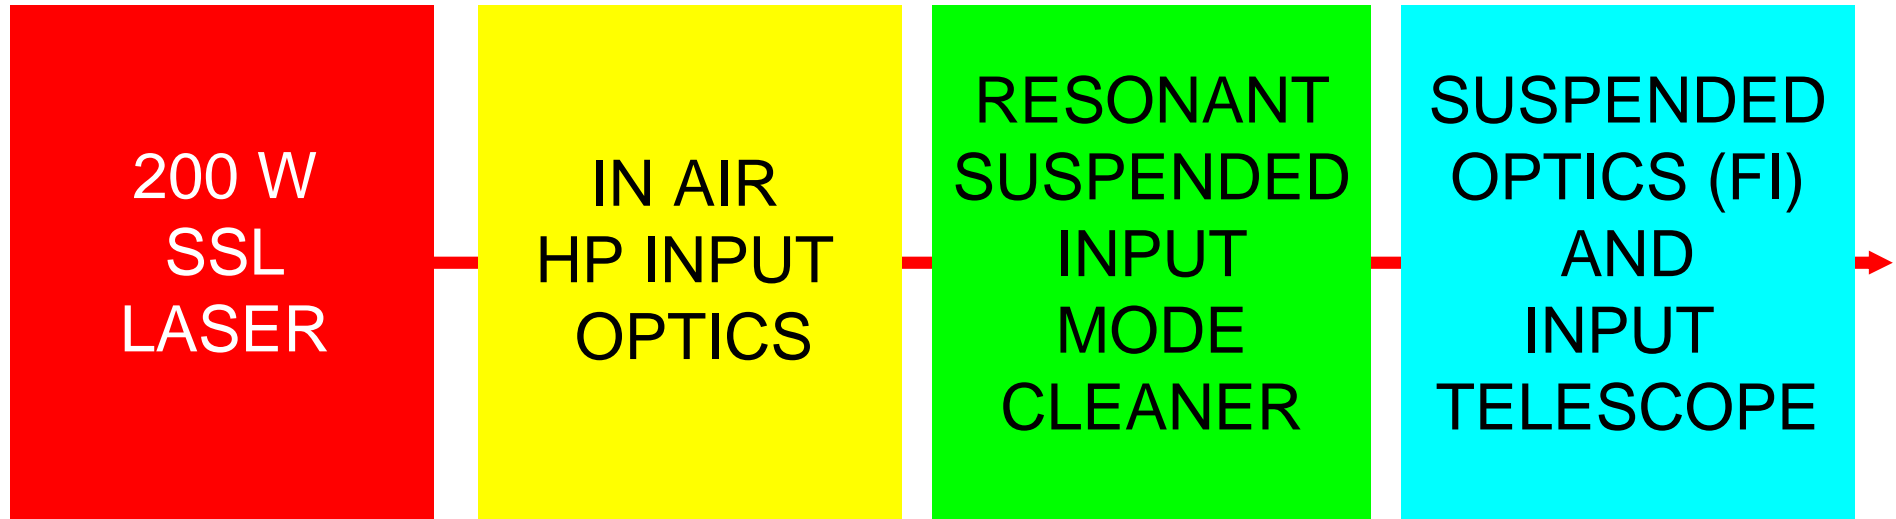 200 W
SSL
LASER
IN AIR
HP INPUT
OPTICS
RESONANT
SUSPENDED
INPUT
MODE
CLEANER
SUSPENDED
OPTICS (FI)
AND
INPUT
TELESCOPE